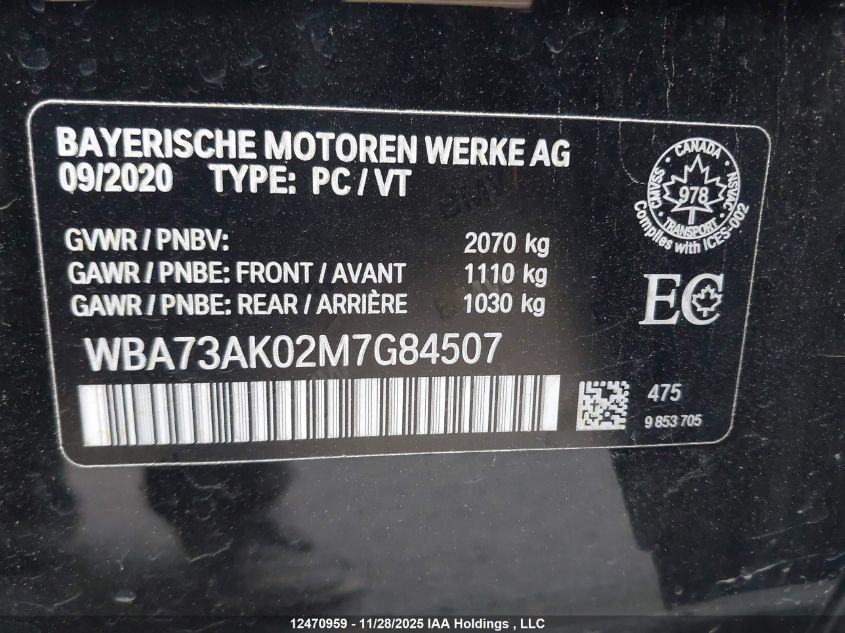 BAYERISCHE MOTOREN WERKE AG
09/2020 TYPE: PC / VT
GVWR / PNBV: 2070 kg
GAWR / PNBE: FRONT / AVANT 1110 kg
GAWR / PNBE: REAR / ARRIÈRE 1030 kg
WBA73AK02M7G84507
CANADA
CMVSS 978 NSVAC
TRANSPORT
Complies with ICES-002
EC
475
9 853 705
12470959 - 11/28/2025 IAA Holdings , LLC